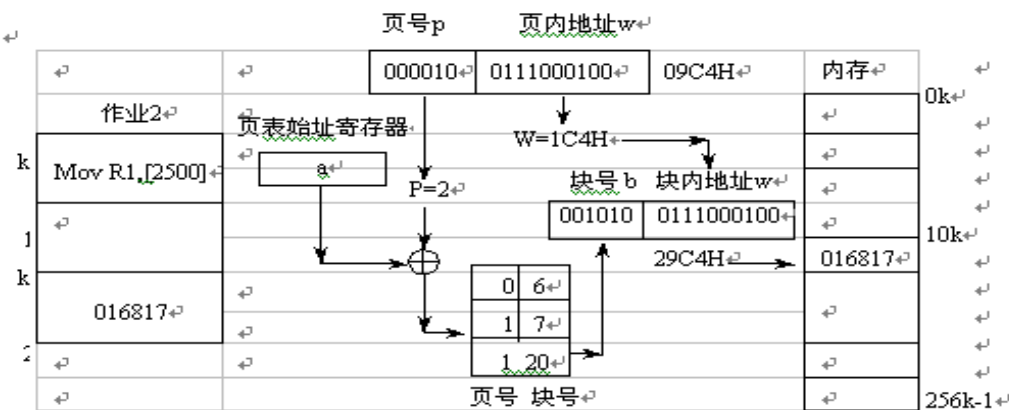 页号p 页内地址w
000010 0111000100 09C4H 内存
0k
作业2
页表始址寄存器
W=1C4H
k
Mov R1,[2500]
a
P=2
块号 b 块内地址w
001010 0111000100
1
10k
k
29C4H 016817
0 6
016817
1 7
2
1 20
页号 块号
256k-1